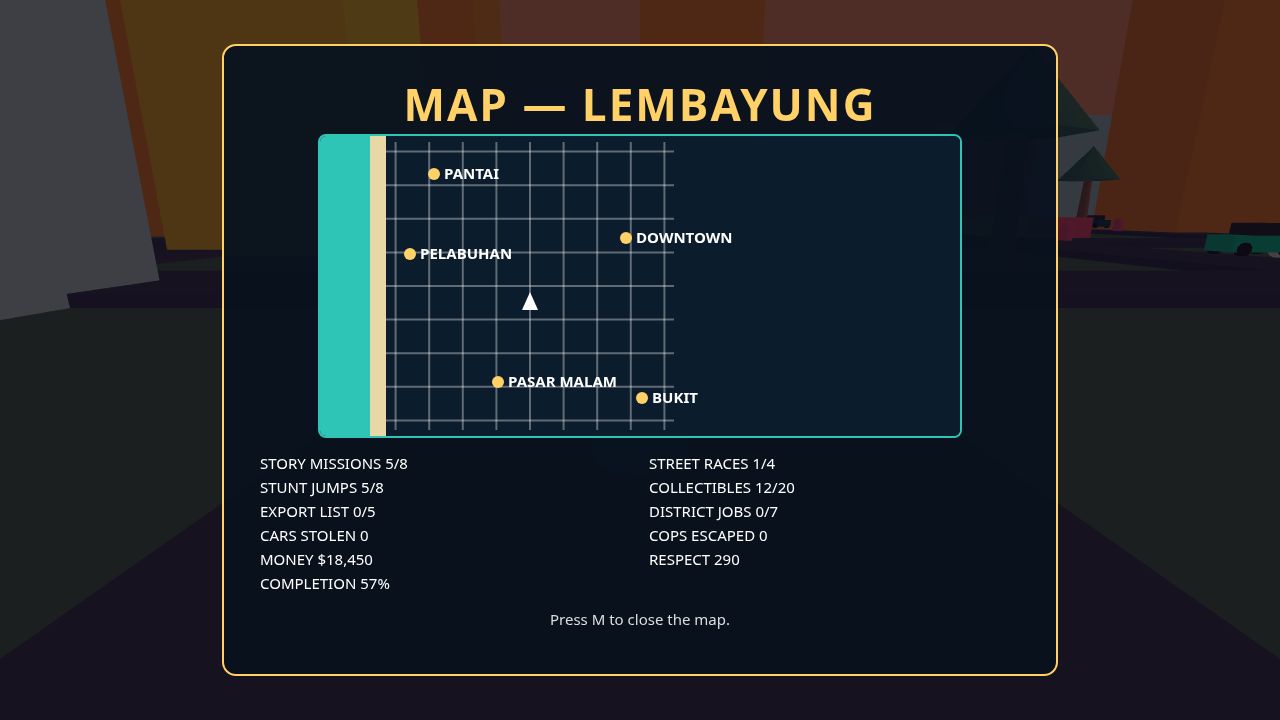 MAP — LEMBAYUNG
PANTAI
DOWNTOWN
PELABUHAN
PASAR MALAM
BUKIT
STORY MISSIONS 5/8
STREET RACES 1/4
STUNT JUMPS 5/8
COLLECTIBLES 12/20
EXPORT LIST 0/5
DISTRICT JOBS 0/7
CARS STOLEN 0
COPS ESCAPED 0
MONEY $18,450
RESPECT 290
COMPLETION 57%
Press M to close the map.